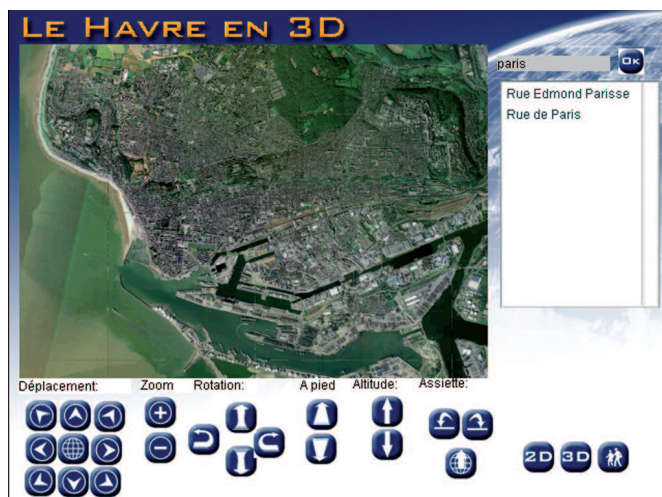 LE HAVRE EN 3D
paris
OK
Rue Edmond Parisse
Rue de Paris
Déplacement: Zoom Rotation: A pied Altitude: Assiette:
2D 3D